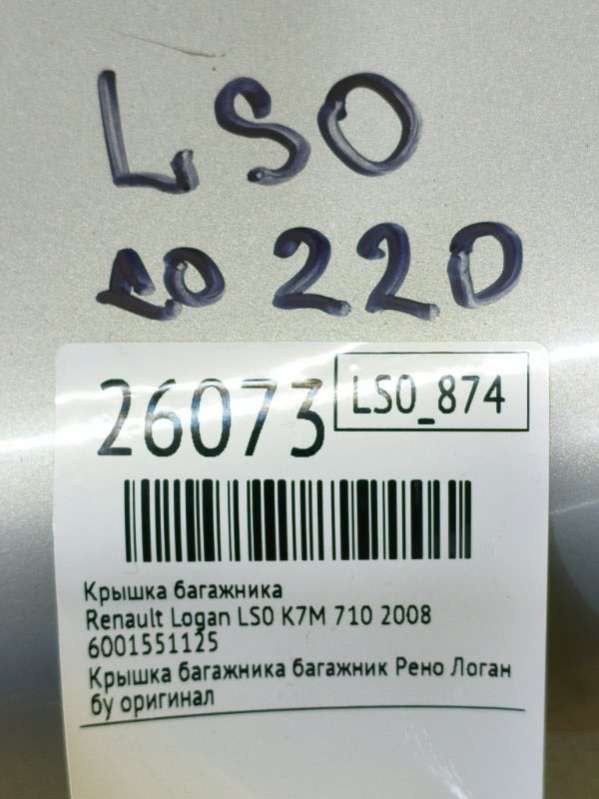 LSO
10 220
26073
LS0_874
Крышка багажника
Renault Logan LS0 K7M 710 2008
6001551125
Крышка багажника багажник Рено Логан
бу оригинал